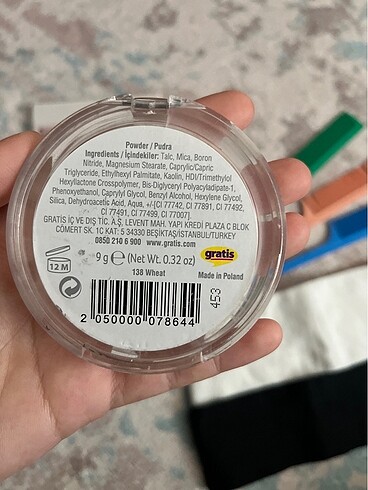 Powder / Pudra
Ingredients / İçindekiler: Talc, Mica, Boron
Nitride, Magnesium Stearate, Caprylic/Capric
Triglyceride, Ethylhexyl Palmitate, Kaolin, HDI/Trimethylol
Hexyllactone Crosspolymer, Bis-Diglyceryl Polyacyladipate-1,
Phenoxyethanol, Caprylyl Glycol, Benzyl Alcohol, Hexylene Glycol,
Silica, Dehydroacetic Acid, Aqua, +/-[CI 77742, CI 77891, CI 77492,
CI 77491, CI 77499, CI 77007]
GRATIS İÇ VE DIŞ TİC. A.Ş. LEVENT MAH. YAPI KREDİ PLAZA C BLOK
CÖMERT SK. 1C KAT: 5 34330 BEŞİKTAŞ/İSTANBUL/TURKEY
0850 210 6 900 www.gratis.com
gratis
12 M
9 g ℮ (Net Wt. 0.32 oz)
Made in Poland
138 Wheat
2 050000 078644
453